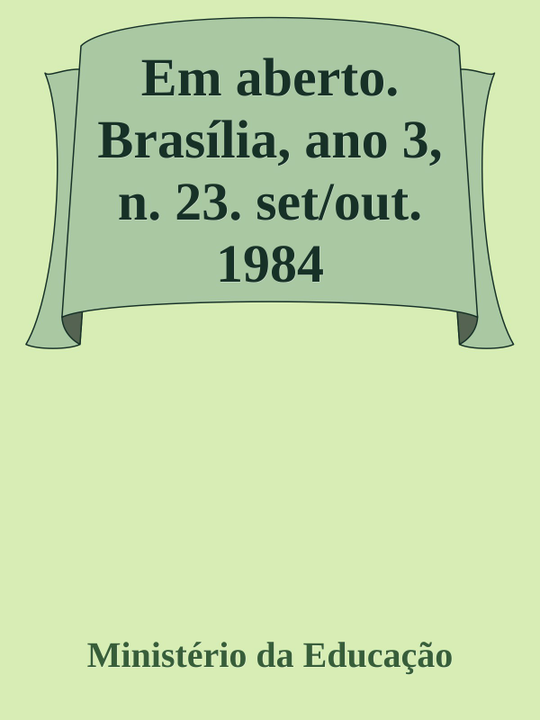 Em aberto.
Brasília, ano 3,
n. 23. set/out.
1984
Ministério da Educação